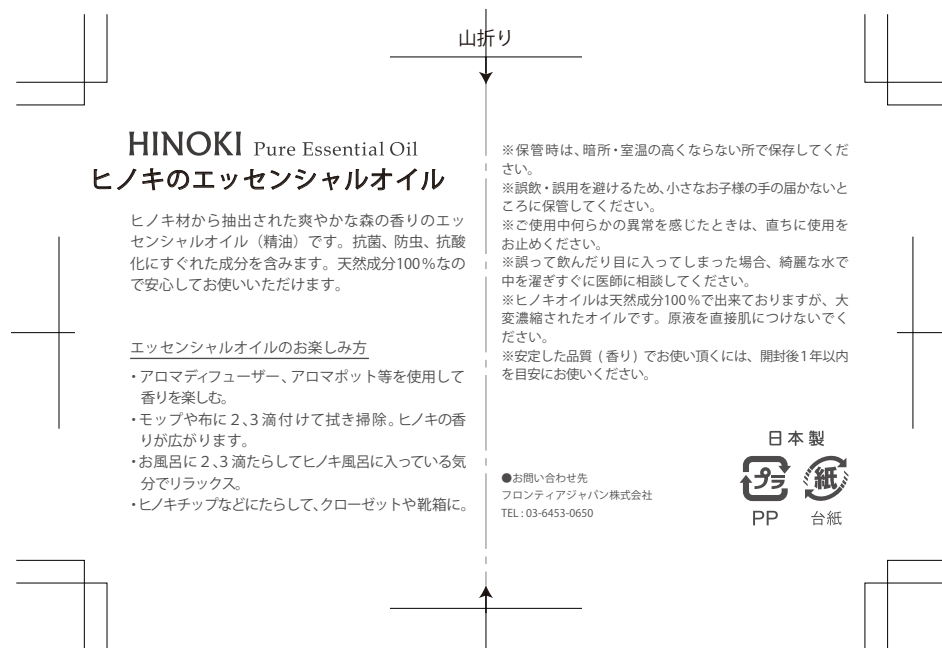 山折り
HINOKI Pure Essential Oil
ヒノキのエッセンシャルオイル
ヒノキ材から抽出された爽やかな森の香りのエッ
センシャルオイル（精油）です。抗菌、防虫、抗酸
化にすぐれた成分を含みます。天然成分100％なの
で安心してお使いいただけます。
エッセンシャルオイルのお楽しみ方
・アロマディフューザー、アロマポット等を使用して
香りを楽しむ。
・モップや布に２、３滴付けて拭き掃除。ヒノキの香
りが広がります。
・お風呂に２、３滴たらしてヒノキ風呂に入っている気
分でリラックス。
・ヒノキチップなどにたらして、クローゼットや靴箱に。
※保管時は、暗所・室温の高くならない所で保存してくだ
さい。
※誤飲・誤用を避けるため、小さなお子様の手の届かないと
ころに保管してください。
※ご使用中何らかの異常を感じたときは、直ちに使用を
お止めください。
※誤って飲んだり目に入ってしまった場合、綺麗な水で
中を濯ぎすぐに医師に相談してください。
※ヒノキオイルは天然成分100％で出来ておりますが、大
変濃縮されたオイルです。原液を直接肌につけないでく
ださい。
※安定した品質（香り）でお使い頂くには、開封後１年以内
を目安にお使いください。
●お問い合わせ先
フロンティアジャパン株式会社
TEL : 03-6453-0650
日本製
プラ 紙
PP 台紙